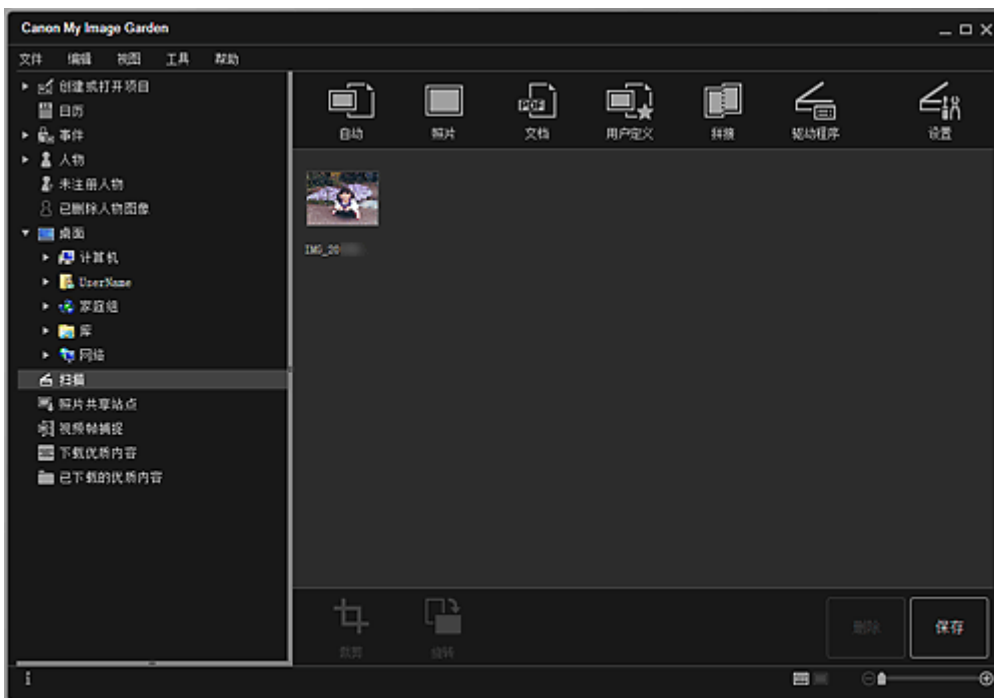 Canon My Image Garden
文件 编辑 视图 工具 帮助
创建或打开项目
日历
事件
人物
未注册人物
已删除人物图像
桌面
计算机
UserName
家庭组
库
网络
扫描
照片共享站点
视频帧捕捉
下载优质内容
已下载的优质内容
自动 照片 PDF 文档 用户定义 拼接 驱动程序 设置
IMG_20
裁剪 旋转 删除 保存